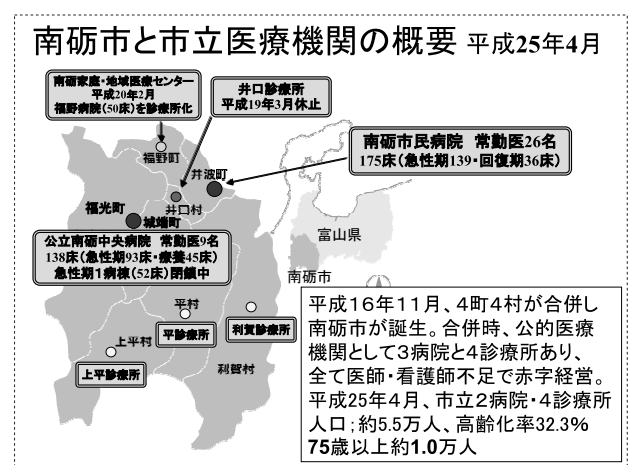 南砺市と市立医療機関の概要 平成25年4月
南砺家庭・地域医療センター
平成20年2月
福野病院(50床)を診療所化
井口診療所
平成19年3月休止
南砺市民病院 常勤医26名
175床(急性期139・回復期36床)
福野町
井波町
井口村
福光町
城端町
公立南砺中央病院 常勤医9名
138床(急性期93床・療養45床)
急性期1病棟(52床)閉鎖中
富山県
南砺市
平村
平診療所
利賀診療所
上平村
上平診療所
利賀村
平成16年11月、4町4村が合併し
南砺市が誕生。合併時、公的医療
機関として3病院と4診療所あり、
全て医師・看護師不足で赤字経営。
平成25年4月、市立2病院・4診療所
人口;約5.5万人、高齢化率32.3%
75歳以上約1.0万人